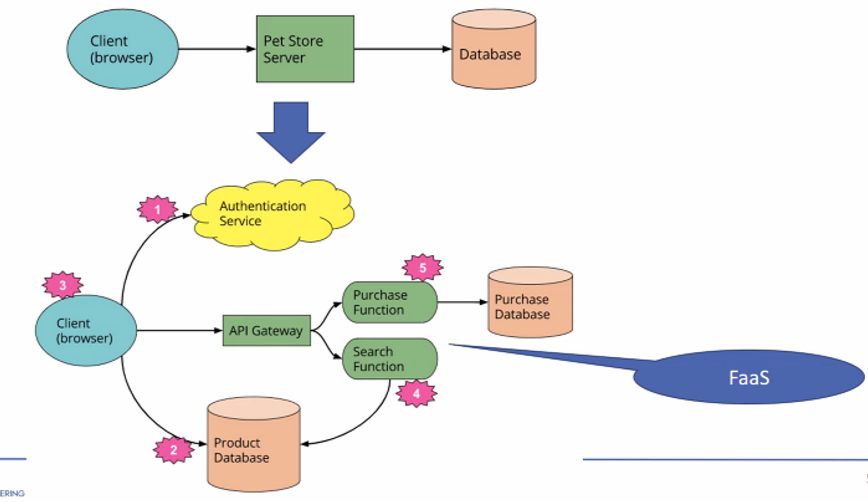 Client
(browser)
Pet Store
Server
Database
1
Authentication
Service
3
Client
(browser)
API Gateway
5
Purchase
Function
Purchase
Database
Search
Function
4
FaaS
2
Product
Database
ERING